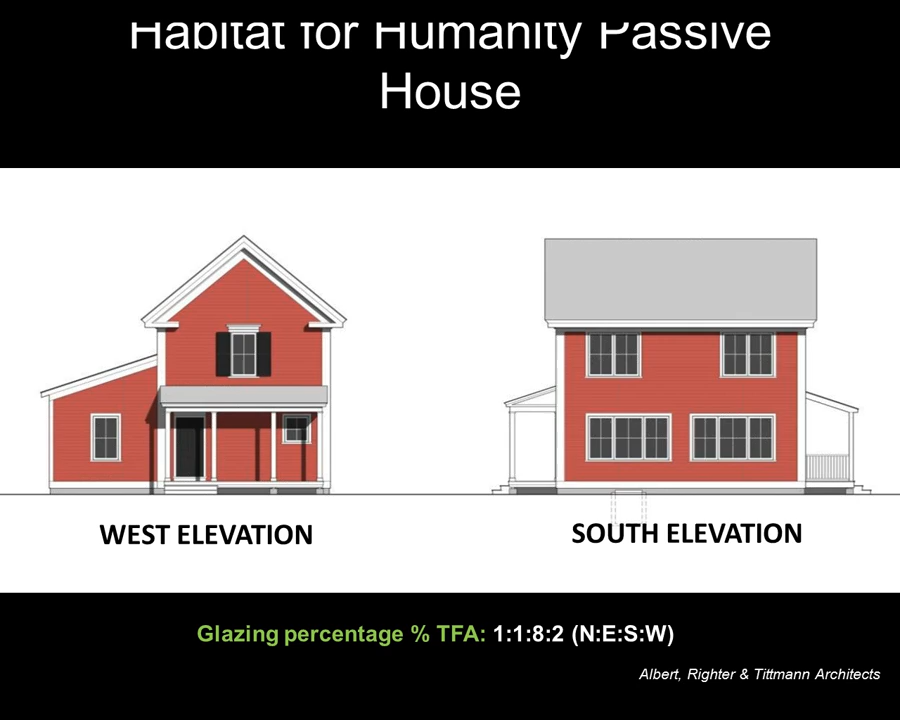 Habitat for Humanity Passive
House
WEST ELEVATION
SOUTH ELEVATION
Glazing percentage % TFA: 1:1:8:2 (N:E:S:W)
Albert, Righter & Tittmann Architects